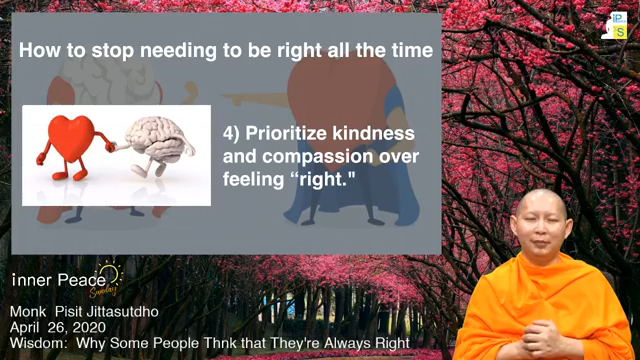 How to stop needing to be right all the time
4) Prioritize kindness
and compassion over
feeling “right."
iP
S
inner Peace
Sunday
Monk Pisit Jittasutdho
April 26, 2020
Wisdom: Why Some People Thnk that They're Always Right